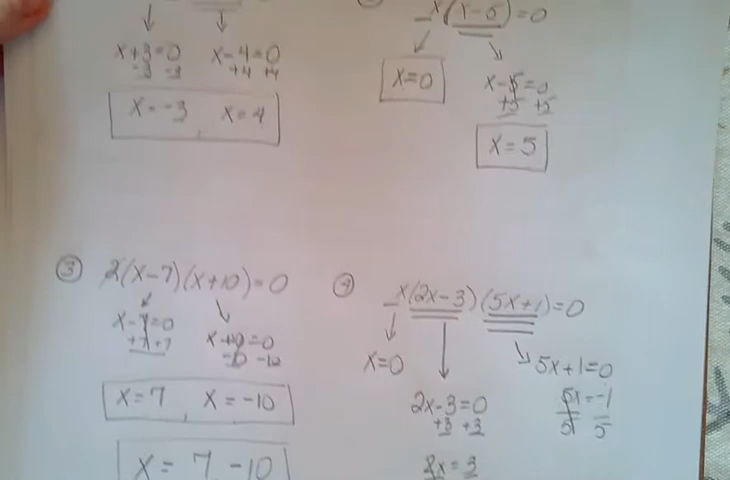 x+3=0 x-4=0
-3 -3 +4 +4
x=-3, x=4
x(x-5)=0
x=0
x-5=0
+5 +5
x=5
③ 2(x-7)(x+10)=0
x-7=0 x+10=0
+7 +7 -10 -10
x=7, x=-10
x= 7 -10
④ x(2x-3)(5x+1)=0
x=0
5x+1=0
2x-3=0
+3 +3
2x=3
5x=-1
5 5